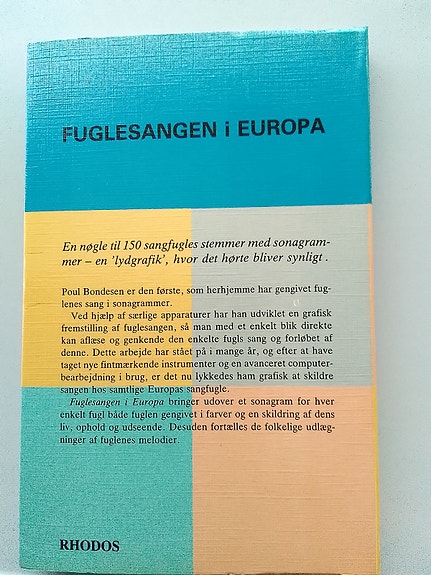 FUGLESANGEN i EUROPA
En nøgle til 150 sangfugles stemmer med sonagram-
mer – en 'lydgrafik', hvor det hørte bliver synligt.
Poul Bondesen er den første, som herhjemme har gengivet fug-
lenes sang i sonagrammer.
Ved hjælp af særlige apparaturer har han udviklet en grafisk
fremstilling af fuglesangen, så man med et enkelt blik direkte
kan aflæse og genkende den enkelte fugls sang og forløbet af
denne. Dette arbejde har stået på i mange år, og efter at have
taget nye fintmærkende instrumenter og en avanceret computer-
bearbejdning i brug, er det nu lykkedes ham grafisk at skildre
sangen hos samtlige Europas sangfugle.
Fuglesangen i Europa bringer udover et sonagram for hver
enkelt fugl både fuglen gengivet i farver og en skildring af dens
liv, ophold og udseende. Desuden fortælles de folkelige udlæg-
ninger af fuglenes melodier.
RHODOS